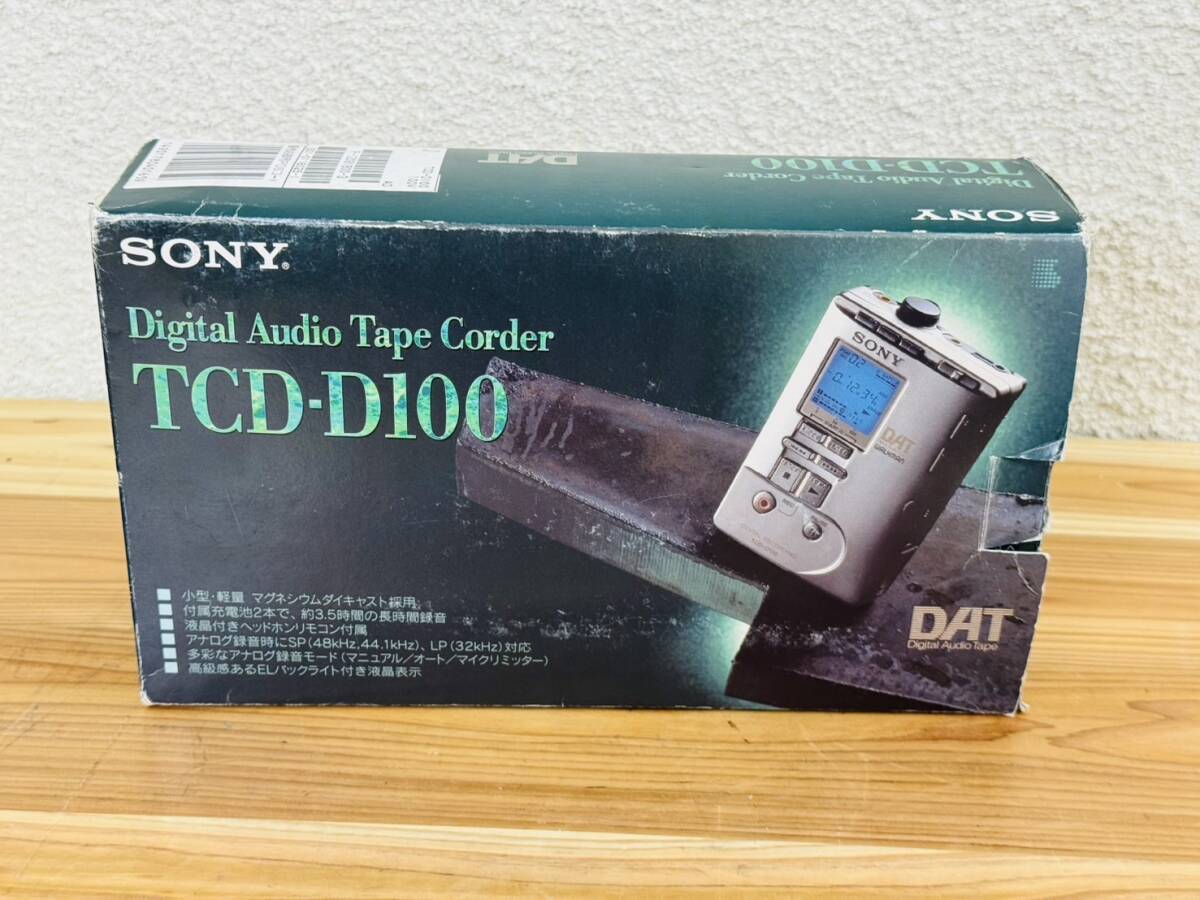 TCD-D100
100V
DAT
Digital Audio Tape Corder
TCD-D100
SONY
SONY
Digital Audio Tape Corder
TCD-D100
SONY
DAT
WALKMAN
DAT
Digital Audio Tape
■ 小型・軽量 マグネシウムダイキャスト採用
■ 付属充電池2本で、約3.5時間の長時間録音
■ 液晶付きヘッドホンリモコン付属
■ アナログ録音時にSP(48kHz,44.1kHz)、LP(32kHz)対応
■ 多彩なアナログ録音モード(マニュアル/オート/マイクリミッター)
■ 高級感あるELバックライト付き液晶表示